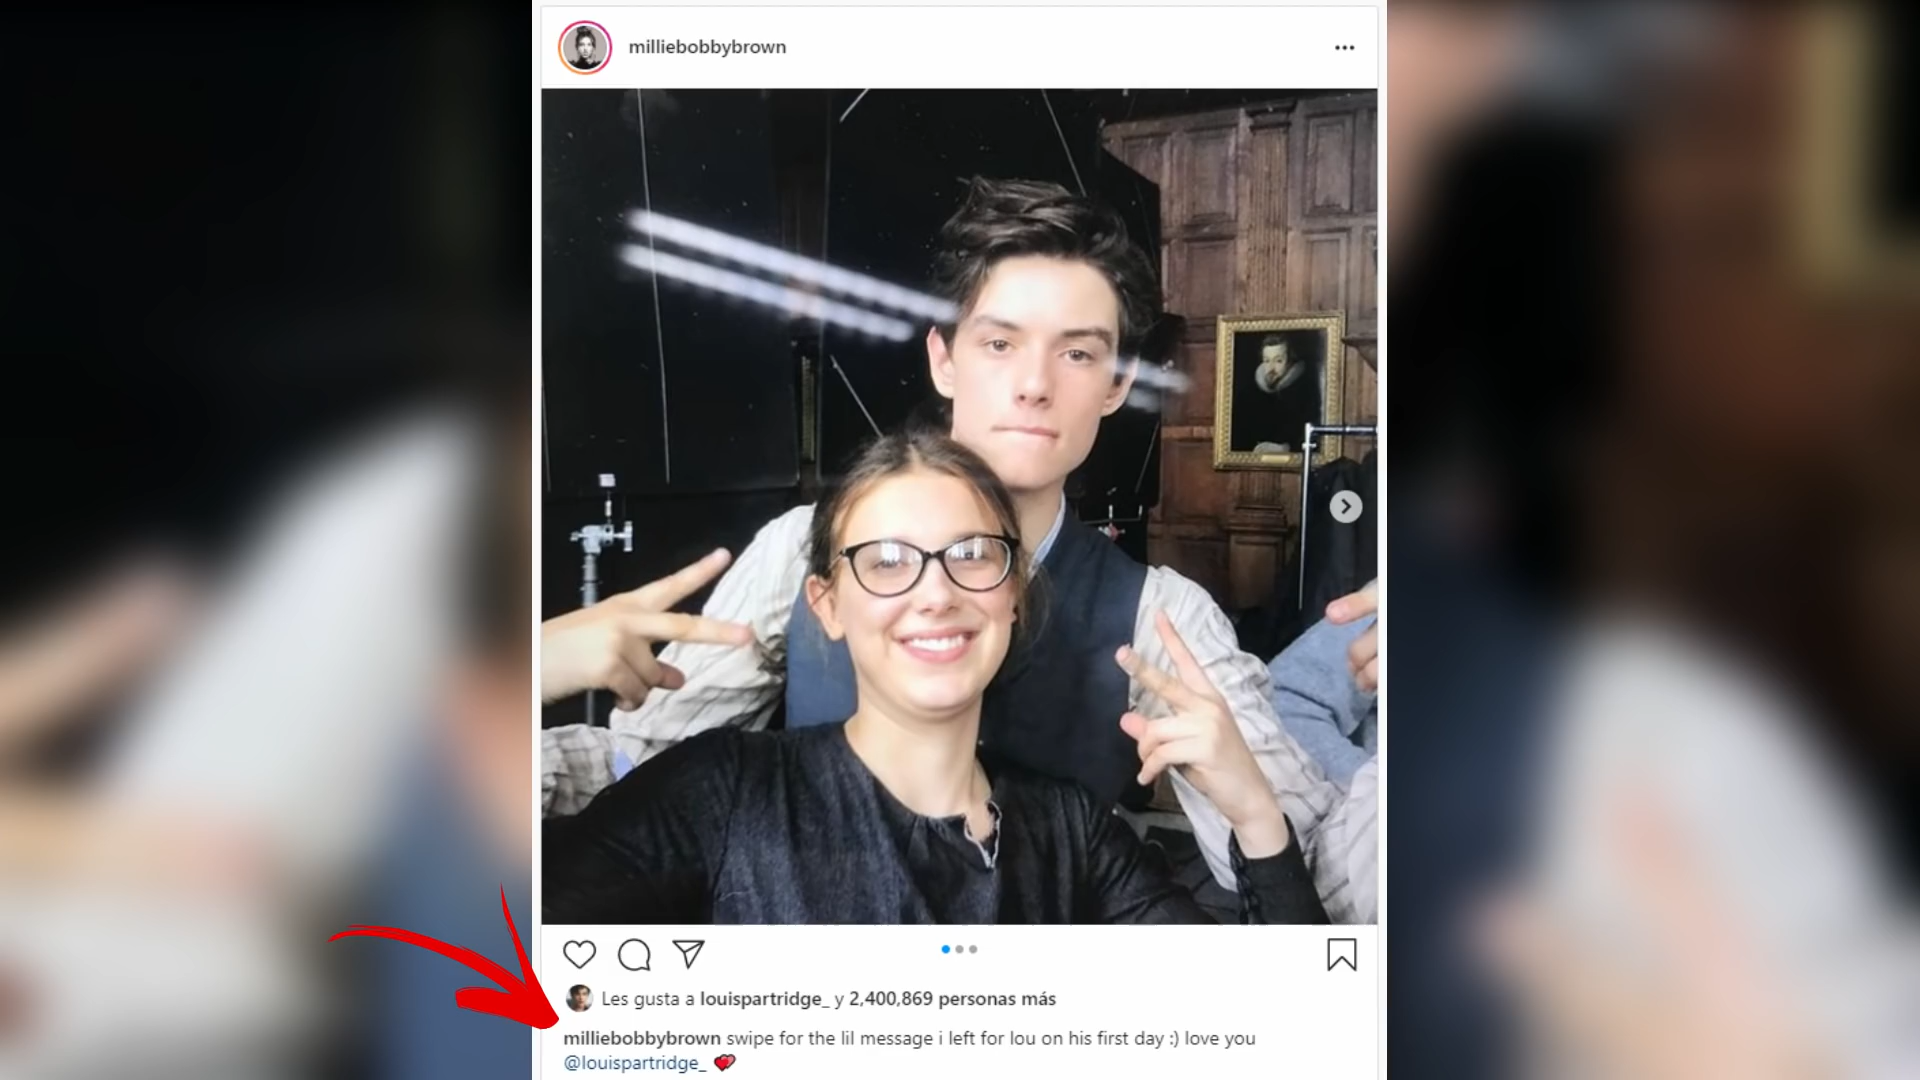 milliebobbybrown
Les gusta a louispartridge_ y 2,400,869 personas más
milliebobbybrown swipe for the lil message i left for lou on his first day :) love you
@louispartridge_ 💕